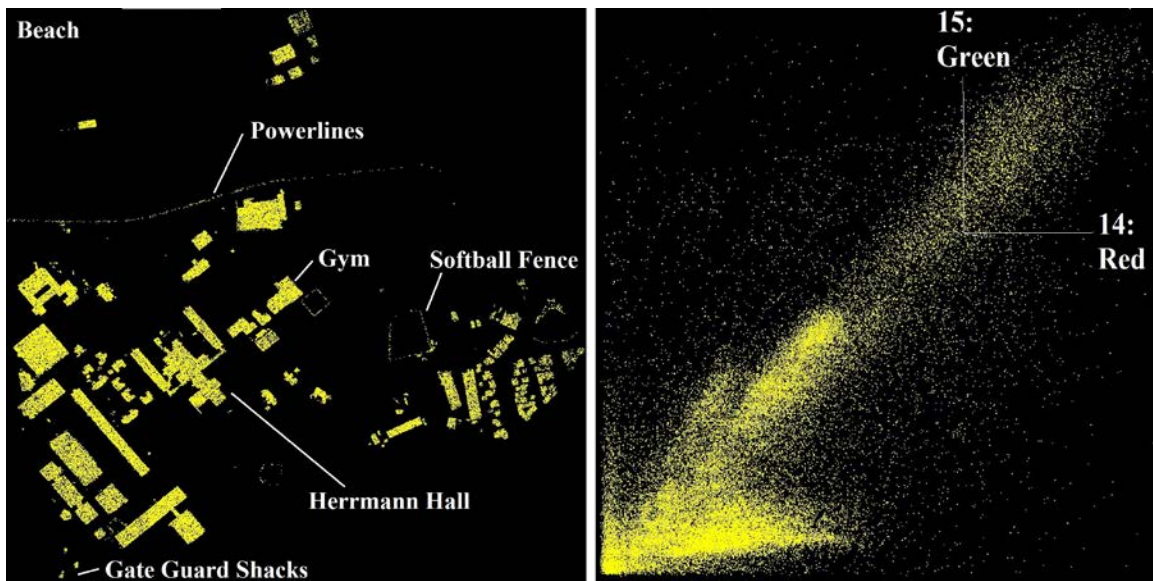 Beach
Powerlines
Gym
Softball Fence
Herrmann Hall
Gate Guard Shacks
15:
Green
14:
Red